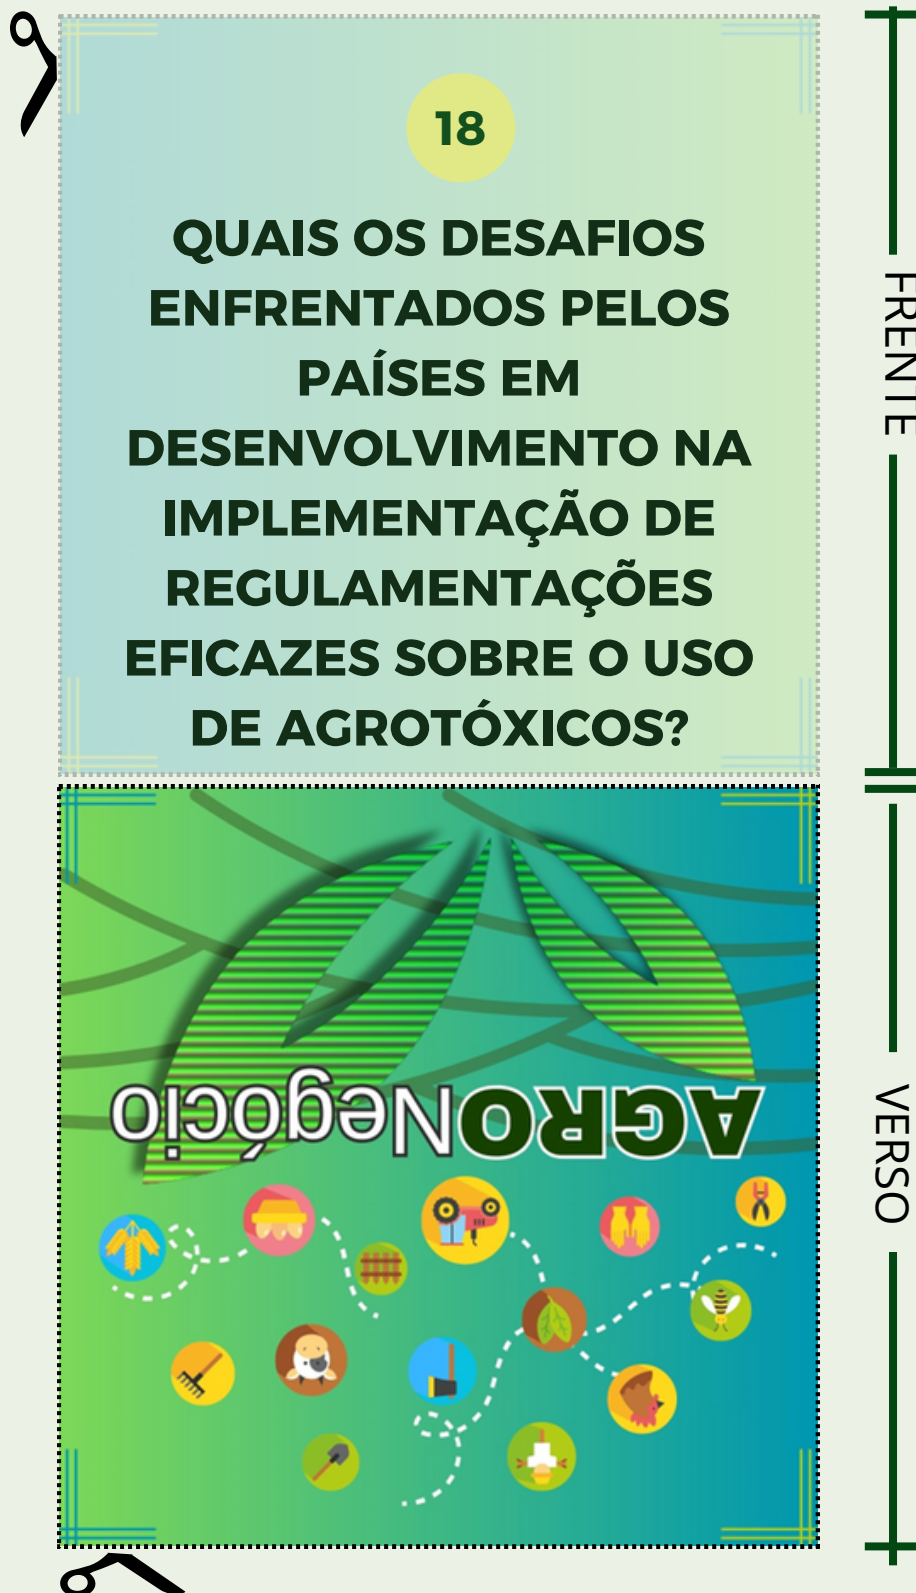 18
QUAIS OS DESAFIOS
ENFRENTADOS PELOS
PAÍSES EM
DESENVOLVIMENTO NA
IMPLEMENTAÇÃO DE
REGULAMENTAÇÕES
EFICAZES SOBRE O USO
DE AGROTÓXICOS?
FRENTE
AGRONegócio
VERSO